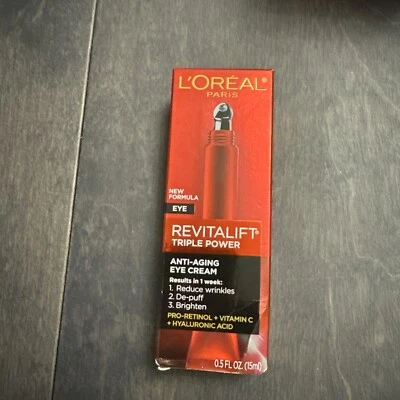 L'ORÉAL®
PARIS
NEW
FORMULA
EYE
REVITALIFT®
TRIPLE POWER
ANTI-AGING
EYE CREAM
Results in 1 week:
1. Reduce wrinkles
2. De-puff
3. Brighten
PRO-RETINOL + VITAMIN C
+ HYALURONIC ACID
0.5 FL OZ. (15ml)